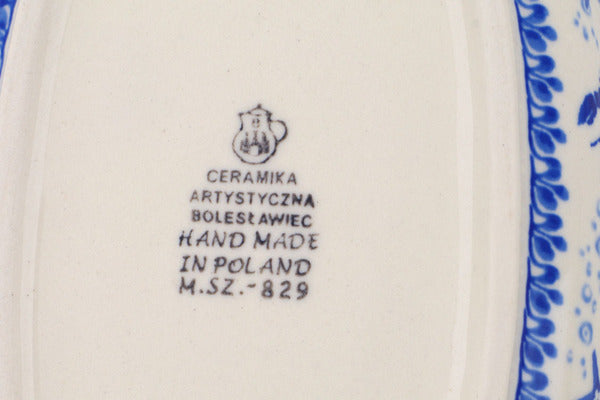 CERAMIKA
ARTYSTYCZNA
BOLESŁAWIEC
HAND MADE
IN POLAND
M.SZ.-829